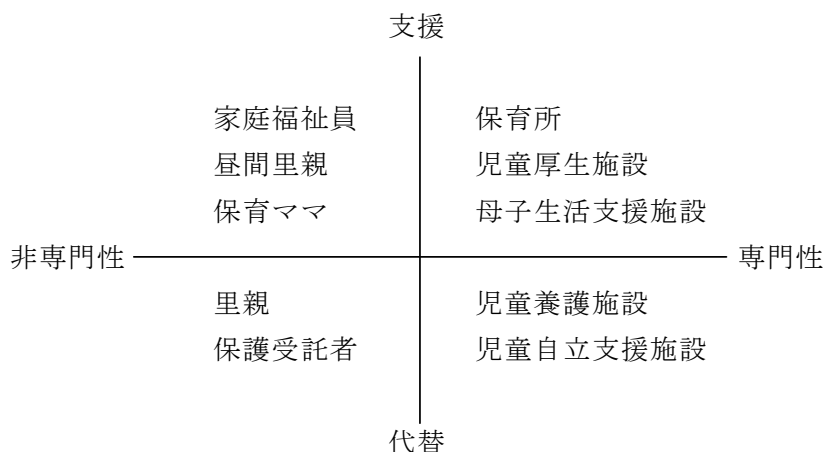 支援
家庭福祉員
昼間里親
保育ママ
保育所
児童厚生施設
母子生活支援施設
非専門性
専門性
里親
保護受託者
児童養護施設
児童自立支援施設
代替